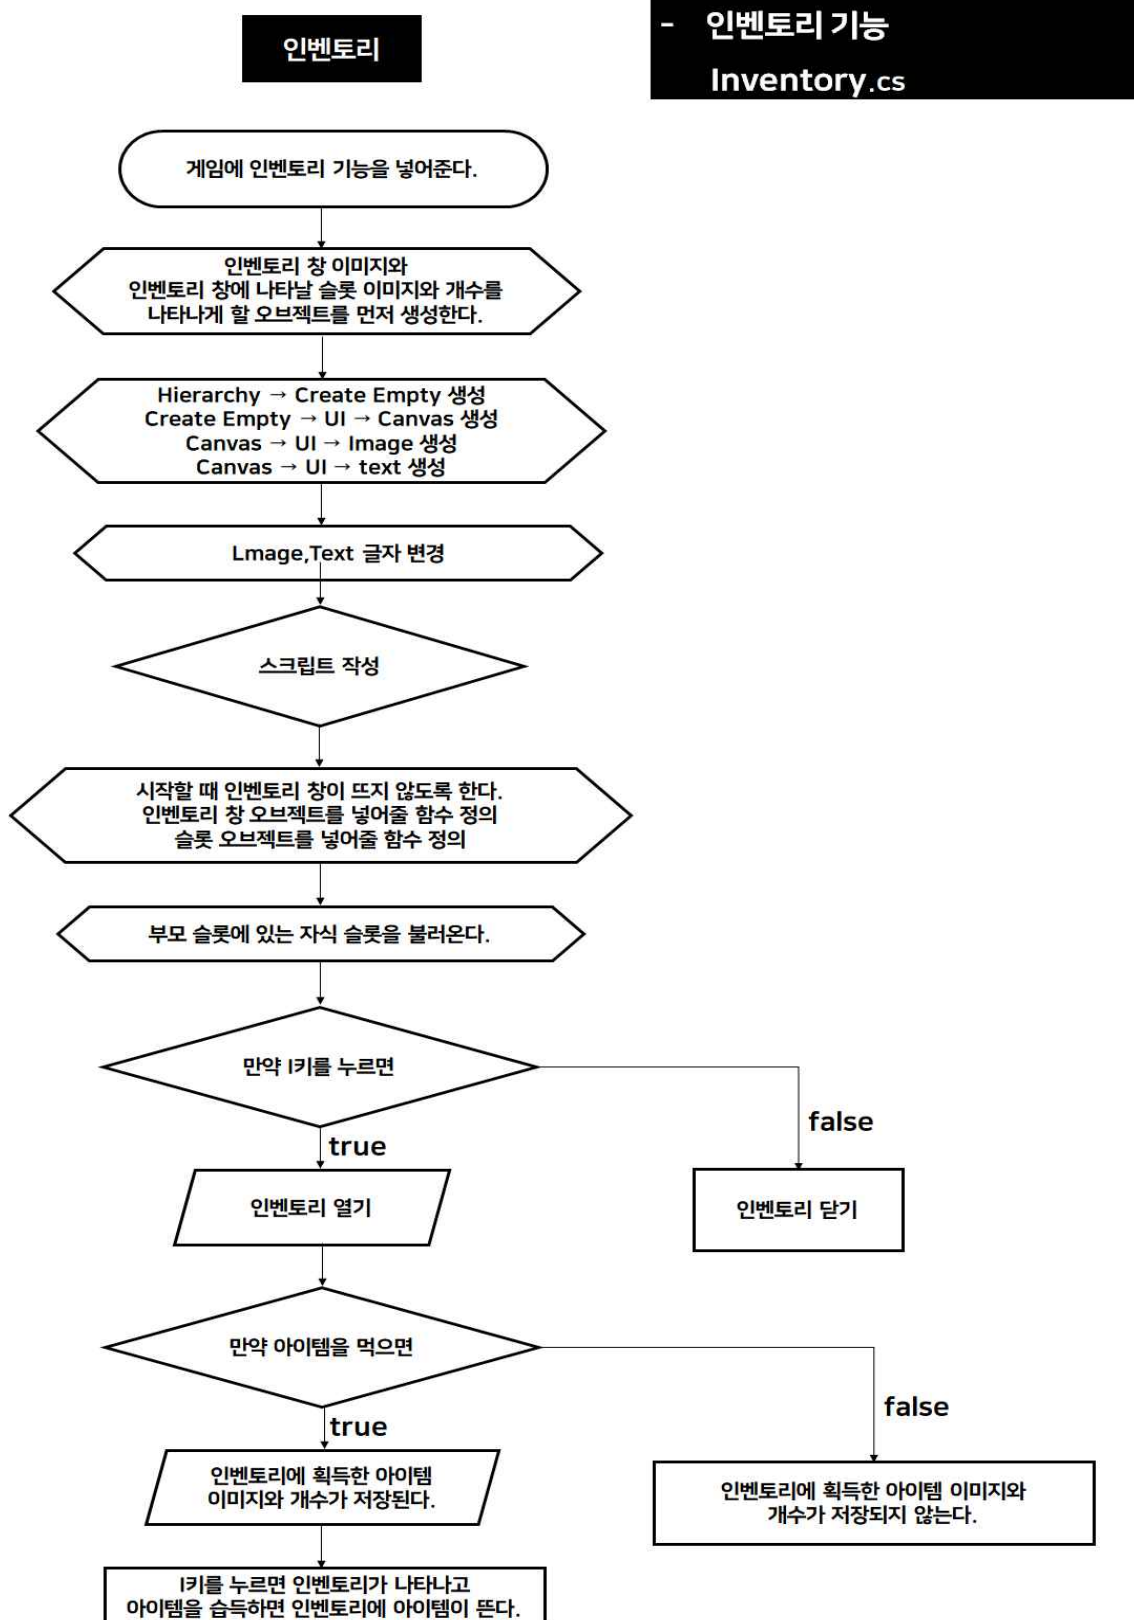 인벤토리
- 인벤토리 기능
Inventory.cs
게임에 인벤토리 기능을 넣어준다.
인벤토리 창 이미지와
인벤토리 창에 나타날 슬롯 이미지와 개수를
나타나게 할 오브젝트를 먼저 생성한다.
Hierarchy → Create Empty 생성
Create Empty → UI → Canvas 생성
Canvas → UI → Image 생성
Canvas → UI → text 생성
Lmage,Text 글자 변경
스크립트 작성
시작할 때 인벤토리 창이 뜨지 않도록 한다.
인벤토리 창 오브젝트를 넣어줄 함수 정의
슬롯 오브젝트를 넣어줄 함수 정의
부모 슬롯에 있는 자식 슬롯을 불러온다.
만약 I키를 누르면
false
true
인벤토리 열기
인벤토리 닫기
만약 아이템을 먹으면
false
true
인벤토리에 획득한 아이템
이미지와 개수가 저장된다.
인벤토리에 획득한 아이템 이미지와
개수가 저장되지 않는다.
I키를 누르면 인벤토리가 나타나고
아이템을 습득하면 인벤토리에 아이템이 뜬다.